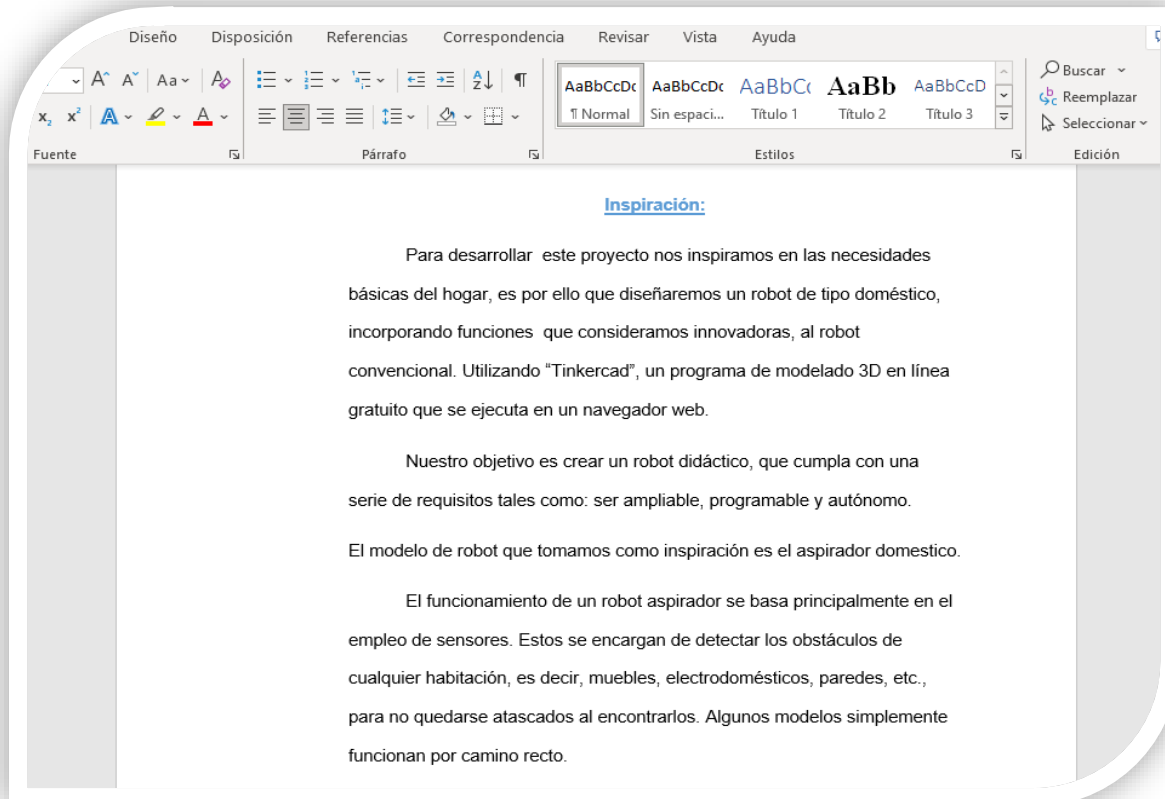 Diseño Disposición Referencias Correspondencia Revisar Vista Ayuda
A^ A˅ Aa A Buscar
AaBbCcDc AaBbCcDc AaBbCc AaBb AaBbCcD
Reemplazar
x₂ x² A A ¶ Normal Sin espaci... Título 1 Título 2 Título 3
Seleccionar
Fuente Párrafo Estilos Edición
Inspiración:
Para desarrollar  este proyecto nos inspiramos en las necesidades
básicas del hogar, es por ello que diseñaremos un robot de tipo doméstico,
incorporando funciones  que consideramos innovadoras, al robot
convencional. Utilizando “Tinkercad”, un programa de modelado 3D en línea
gratuito que se ejecuta en un navegador web.
Nuestro objetivo es crear un robot didáctico, que cumpla con una
serie de requisitos tales como: ser ampliable, programable y autónomo.
El modelo de robot que tomamos como inspiración es el aspirador domestico.
El funcionamiento de un robot aspirador se basa principalmente en el
empleo de sensores. Estos se encargan de detectar los obstáculos de
cualquier habitación, es decir, muebles, electrodomésticos, paredes, etc.,
para no quedarse atascados al encontrarlos. Algunos modelos simplemente
funcionan por camino recto.